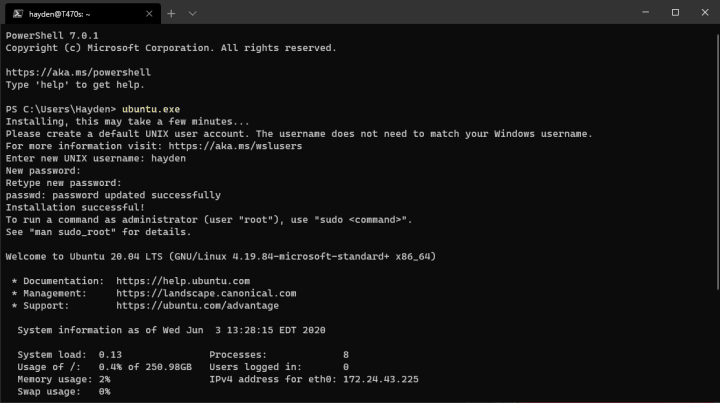 hayden@T470s: ~
PowerShell 7.0.1
Copyright (c) Microsoft Corporation. All rights reserved.
https://aka.ms/powershell
Type 'help' to get help.
PS C:\Users\Hayden> ubuntu.exe
Installing, this may take a few minutes...
Please create a default UNIX user account. The username does not need to match your Windows username.
For more information visit: https://aka.ms/wslusers
Enter new UNIX username: hayden
New password:
Retype new password:
passwd: password updated successfully
Installation successful!
To run a command as administrator (user "root"), use "sudo <command>".
See "man sudo_root" for details.
Welcome to Ubuntu 20.04 LTS (GNU/Linux 4.19.84-microsoft-standard+ x86_64)
* Documentation:  https://help.ubuntu.com
* Management:     https://landscape.canonical.com
* Support:        https://ubuntu.com/advantage
System information as of Wed Jun  3 13:28:15 EDT 2020
System load:  0.13               Processes:             8
Usage of /:   0.4% of 250.98GB   Users logged in:       0
Memory usage: 2%                 IPv4 address for eth0: 172.24.43.225
Swap usage:   0%